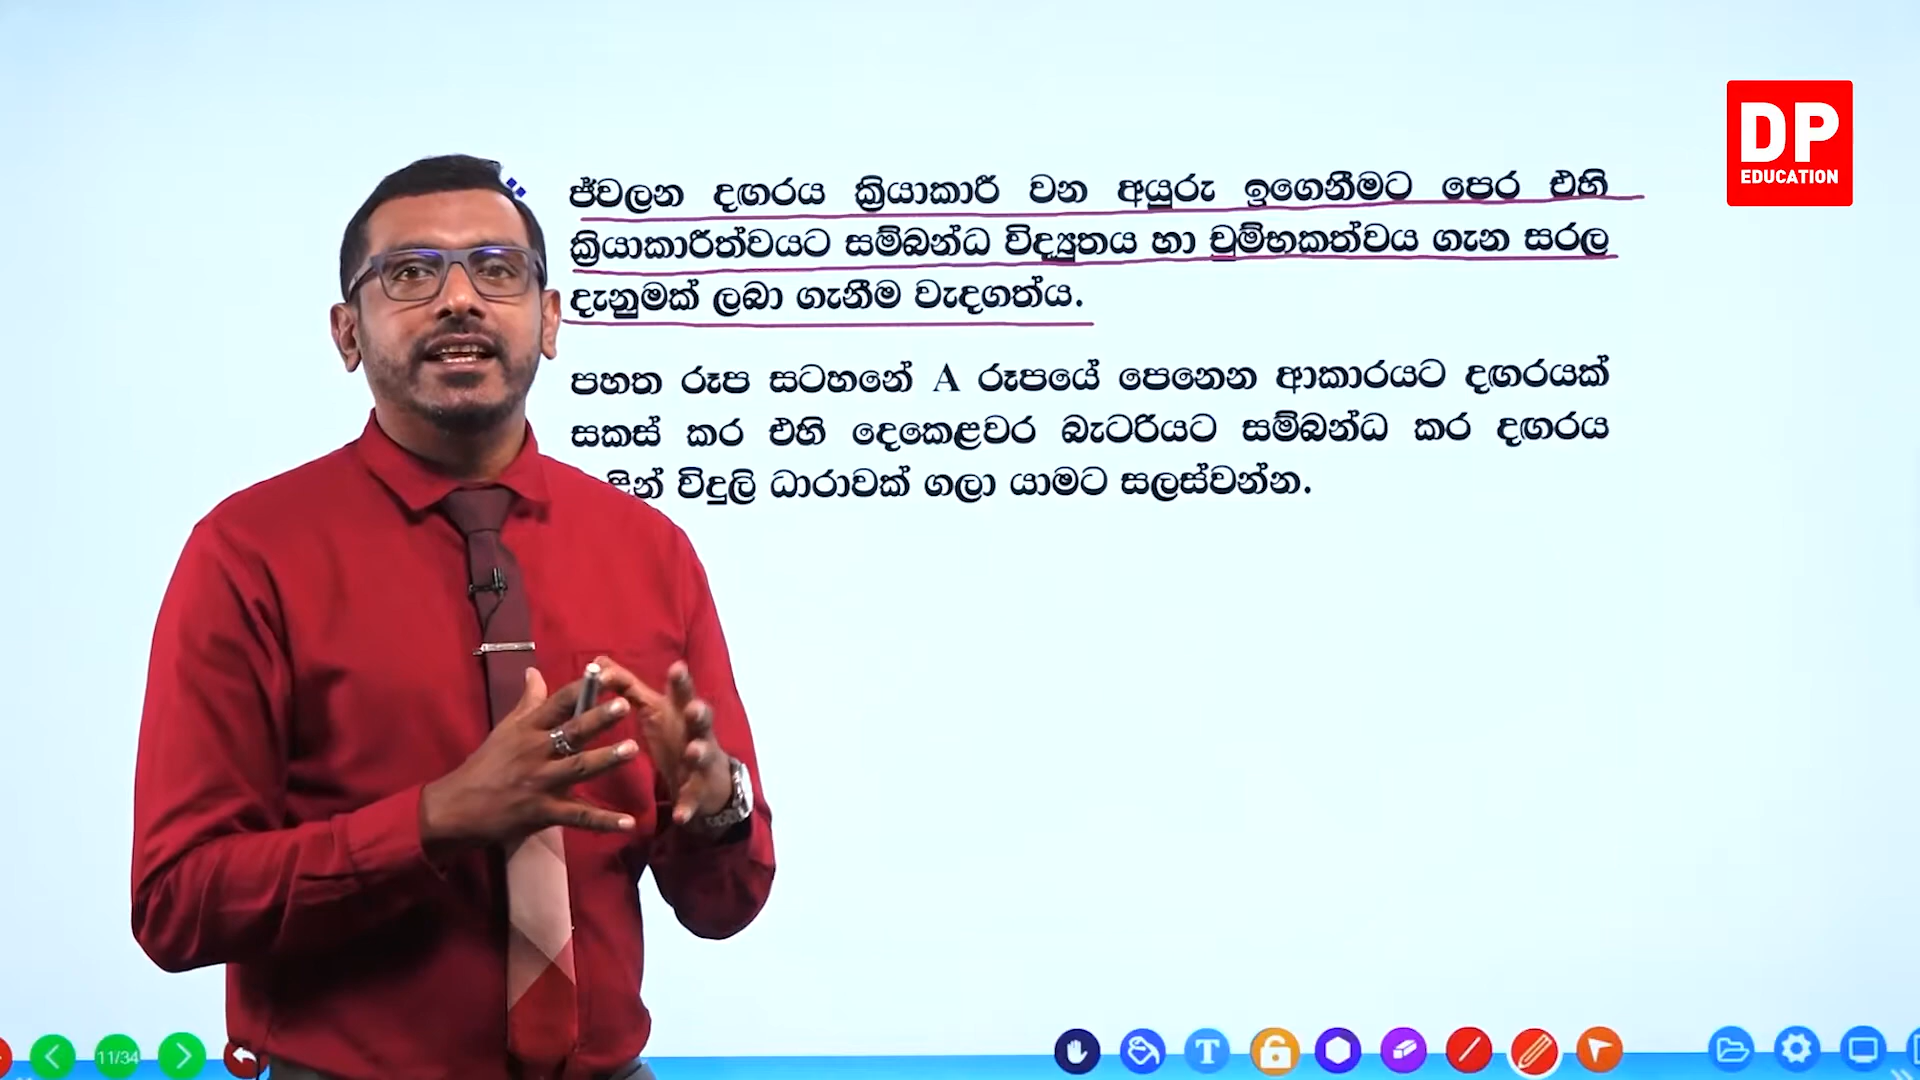 DP
EDUCATION
ජ්වලන දඟරය ක්‍රියාකාරී වන අයුරු ඉගෙනීමට පෙර එහි
ක්‍රියාකාරීත්වයට සම්බන්ධ විද්‍යුතය හා චුම්භකත්වය ගැන සරල
දැනුමක් ලබා ගැනීම වැදගත්ය.
පහත රූප සටහනේ A රූපයේ පෙනෙන ආකාරයට දඟරයක්
සකස් කර එහි දෙකෙළවර බැටරියට සම්බන්ධ කර දඟරය
විදුලි ධාරාවක් ගලා යාමට සලස්වන්න.
11/34
T